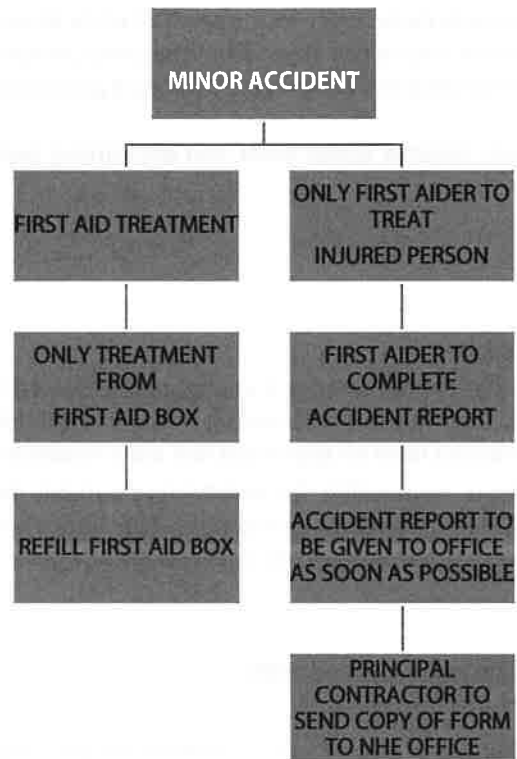 MINOR ACCIDENT
FIRST AID TREATMENT
ONLY TREATMENT
FROM
FIRST AID BOX
REFILL FIRST AID BOX
ONLY FIRST AIDER TO
TREAT
INJURED PERSON
FIRST AIDER TO
COMPLETE
ACCIDENT REPORT
ACCIDENT REPORT TO
BE GIVEN TO OFFICE
AS SOON AS POSSIBLE
PRINCIPAL
CONTRACTOR TO
SEND COPY OF FORM
TO NHE OFFICE